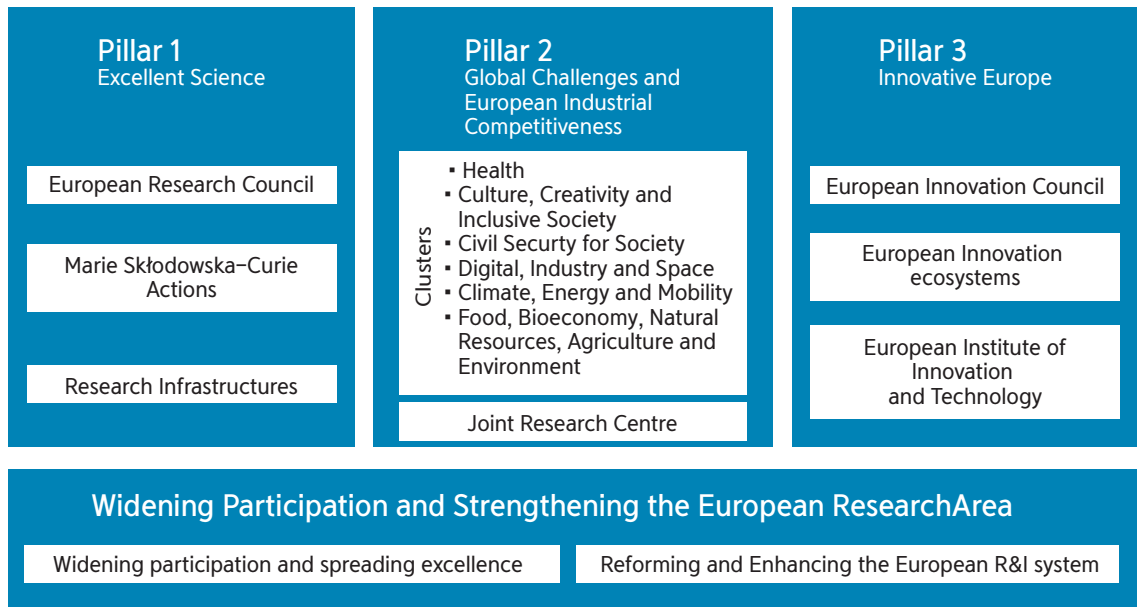 Pillar 1
Excellent Science
European Research Council
Marie Skłodowska–Curie
Actions
Research Infrastructures
Pillar 2
Global Challenges and
European Industrial
Competitiveness
Clusters
▪ Health
▪ Culture, Creativity and
Inclusive Society
▪ Civil Securty for Society
▪ Digital, Industry and Space
▪ Climate, Energy and Mobility
▪ Food, Bioeconomy, Natural
Resources, Agriculture and
Environment
Joint Research Centre
Pillar 3
Innovative Europe
European Innovation Council
European Innovation
ecosystems
European Institute of
Innovation
and Technology
Widening Participation and Strengthening the European ResearchArea
Widening participation and spreading excellence
Reforming and Enhancing the European R&I system